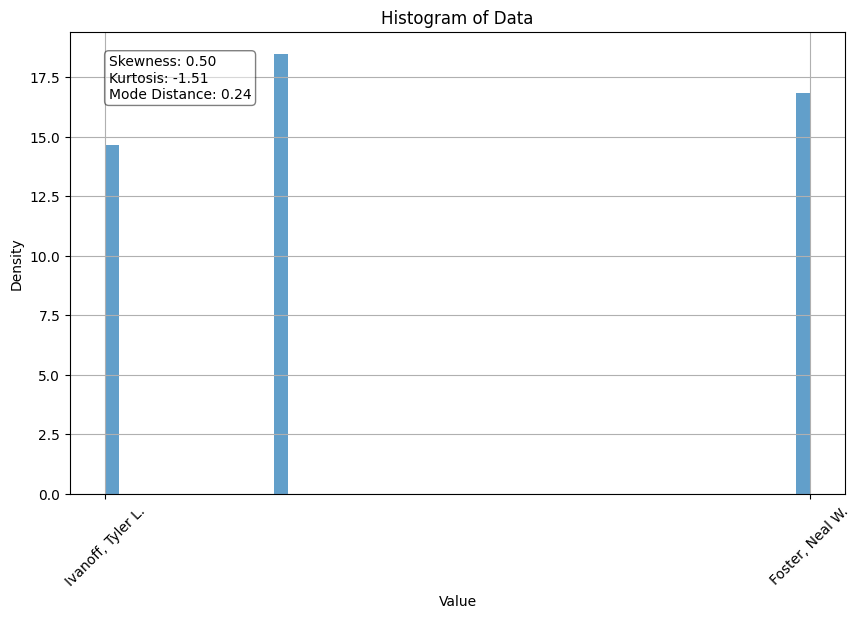 Histogram of Data
Skewness: 0.50
Kurtosis: -1.51
Mode Distance: 0.24
17.5
15.0
12.5
10.0
7.5
5.0
2.5
0.0
Density
Ivanoff, Tyler L.
Foster, Neal W.
Value